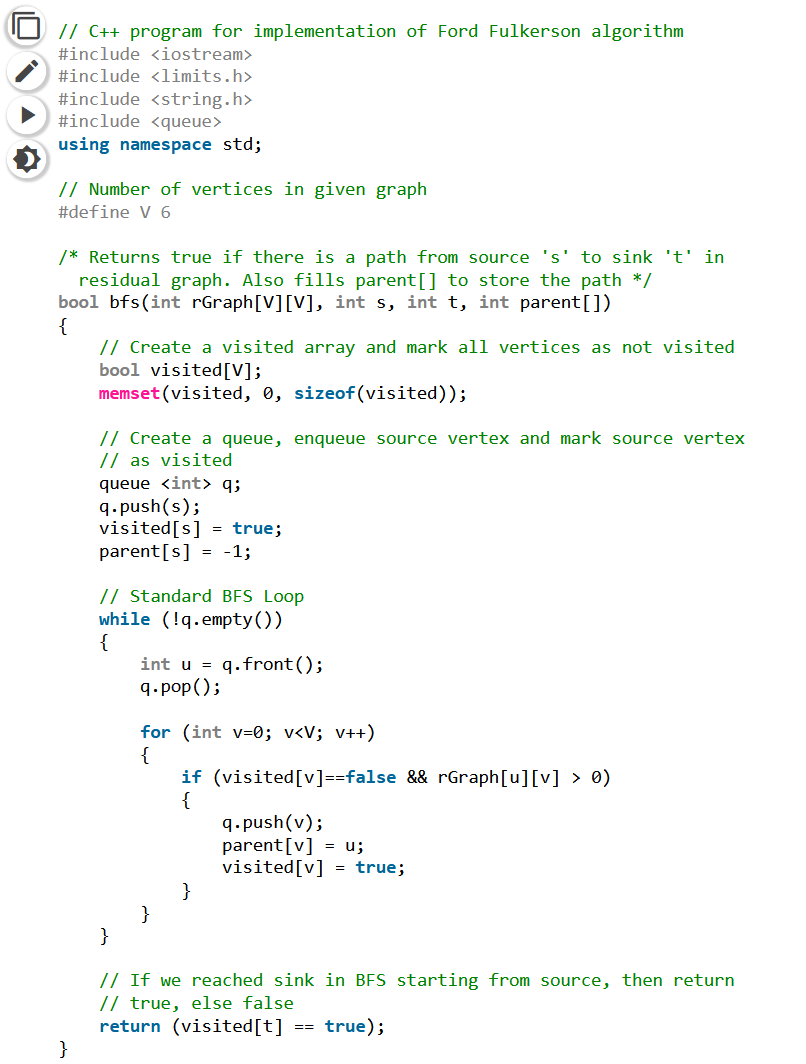 // C++ program for implementation of Ford Fulkerson algorithm
#include <iostream>
#include <limits.h>
#include <string.h>
#include <queue>
using namespace std;

// Number of vertices in given graph
#define V 6

/* Returns true if there is a path from source 's' to sink 't' in
  residual graph. Also fills parent[] to store the path */
bool bfs(int rGraph[V][V], int s, int t, int parent[])
{
    // Create a visited array and mark all vertices as not visited
    bool visited[V];
    memset(visited, 0, sizeof(visited));

    // Create a queue, enqueue source vertex and mark source vertex
    // as visited
    queue <int> q;
    q.push(s);
    visited[s] = true;
    parent[s] = -1;

    // Standard BFS Loop
    while (!q.empty())
    {
        int u = q.front();
        q.pop();

        for (int v=0; v<V; v++)
        {
            if (visited[v]==false && rGraph[u][v] > 0)
            {
                q.push(v);
                parent[v] = u;
                visited[v] = true;
            }
        }
    }

    // If we reached sink in BFS starting from source, then return
    // true, else false
    return (visited[t] == true);
}